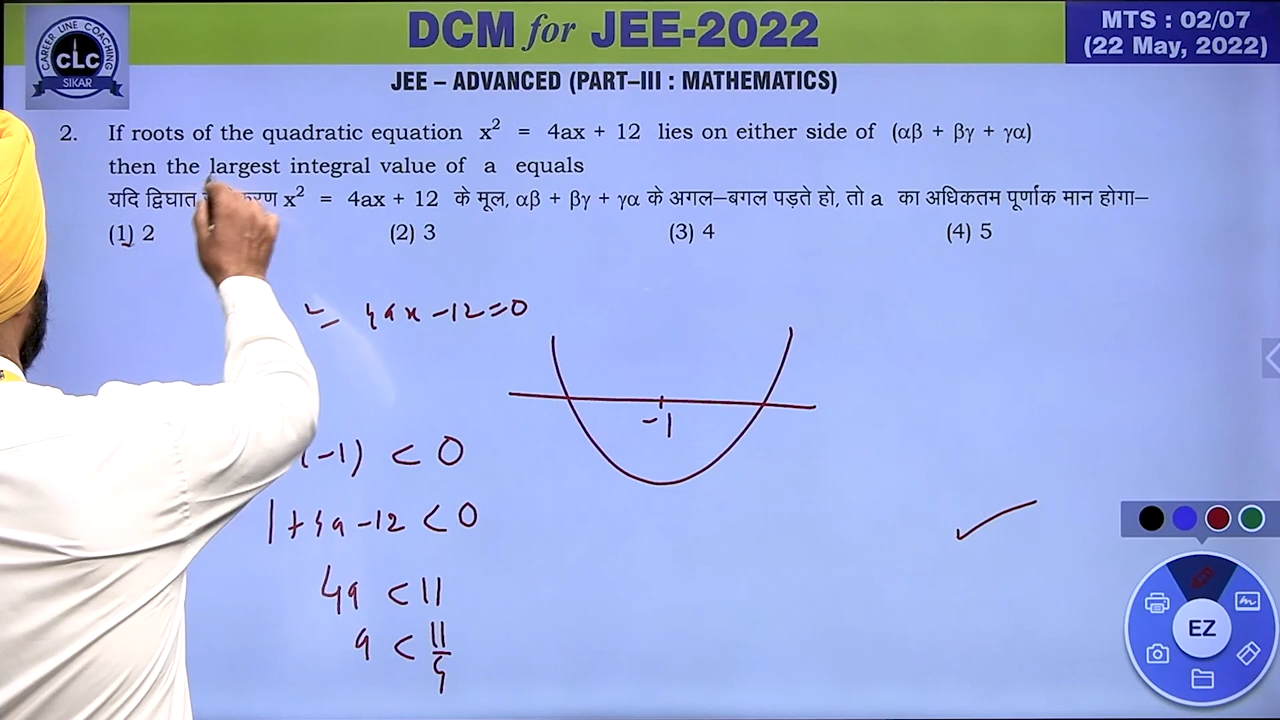 CAREER LINE COACHING
CLC
SIKAR
DCM for JEE-2022
MTS : 02/07
(22 May, 2022)
JEE – ADVANCED (PART–III : MATHEMATICS)
2. If roots of the quadratic equation x² = 4ax + 12 lies on either side of (αβ + βγ + γα)
then the largest integral value of a equals
यदि द्विघात x² = 4ax + 12 के मूल, αβ + βγ + γα के अगल–बगल पड़ते हो, तो a का अधिकतम पूर्णांक मान होगा–
(1) 2 (2) 3 (3) 4 (4) 5
4ax - 12 = 0
-1
(-1) < 0
1 + 4a - 12 < 0
4a < 11
a < 11/4
EZ